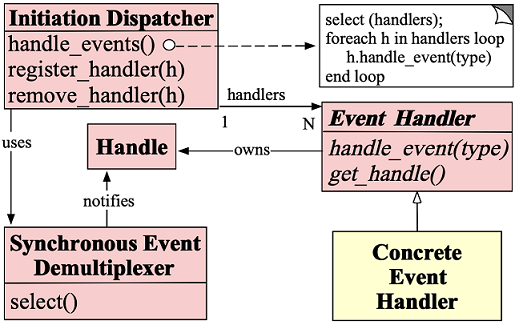 Initiation Dispatcher
handle_events()
register_handler(h)
remove_handler(h)
select (handlers);
foreach h in handlers loop
h.handle_event(type)
end loop
handlers
1
N
uses
Handle
owns
Event Handler
handle_event(type)
get_handle()
notifies
Synchronous Event
Demultiplexer
select()
Concrete
Event
Handler